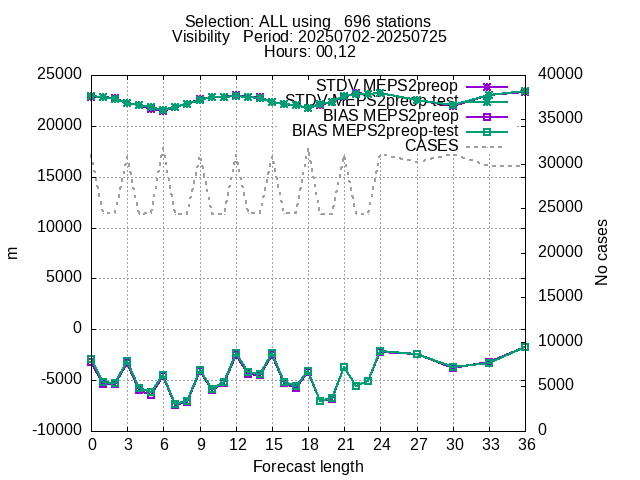 Selection: ALL using   696 stations
Visibility   Period: 20250702-20250725
Hours: 00,12
STDV MEPS2preop
STDV MEPS2preop-test
BIAS MEPS2preop
BIAS MEPS2preop-test
CASES
25000
20000
15000
10000
5000
0
-5000
-10000
m
40000
35000
30000
25000
20000
15000
10000
5000
0
No cases
0 3 6 9 12 15 18 21 24 27 30 33 36
Forecast length